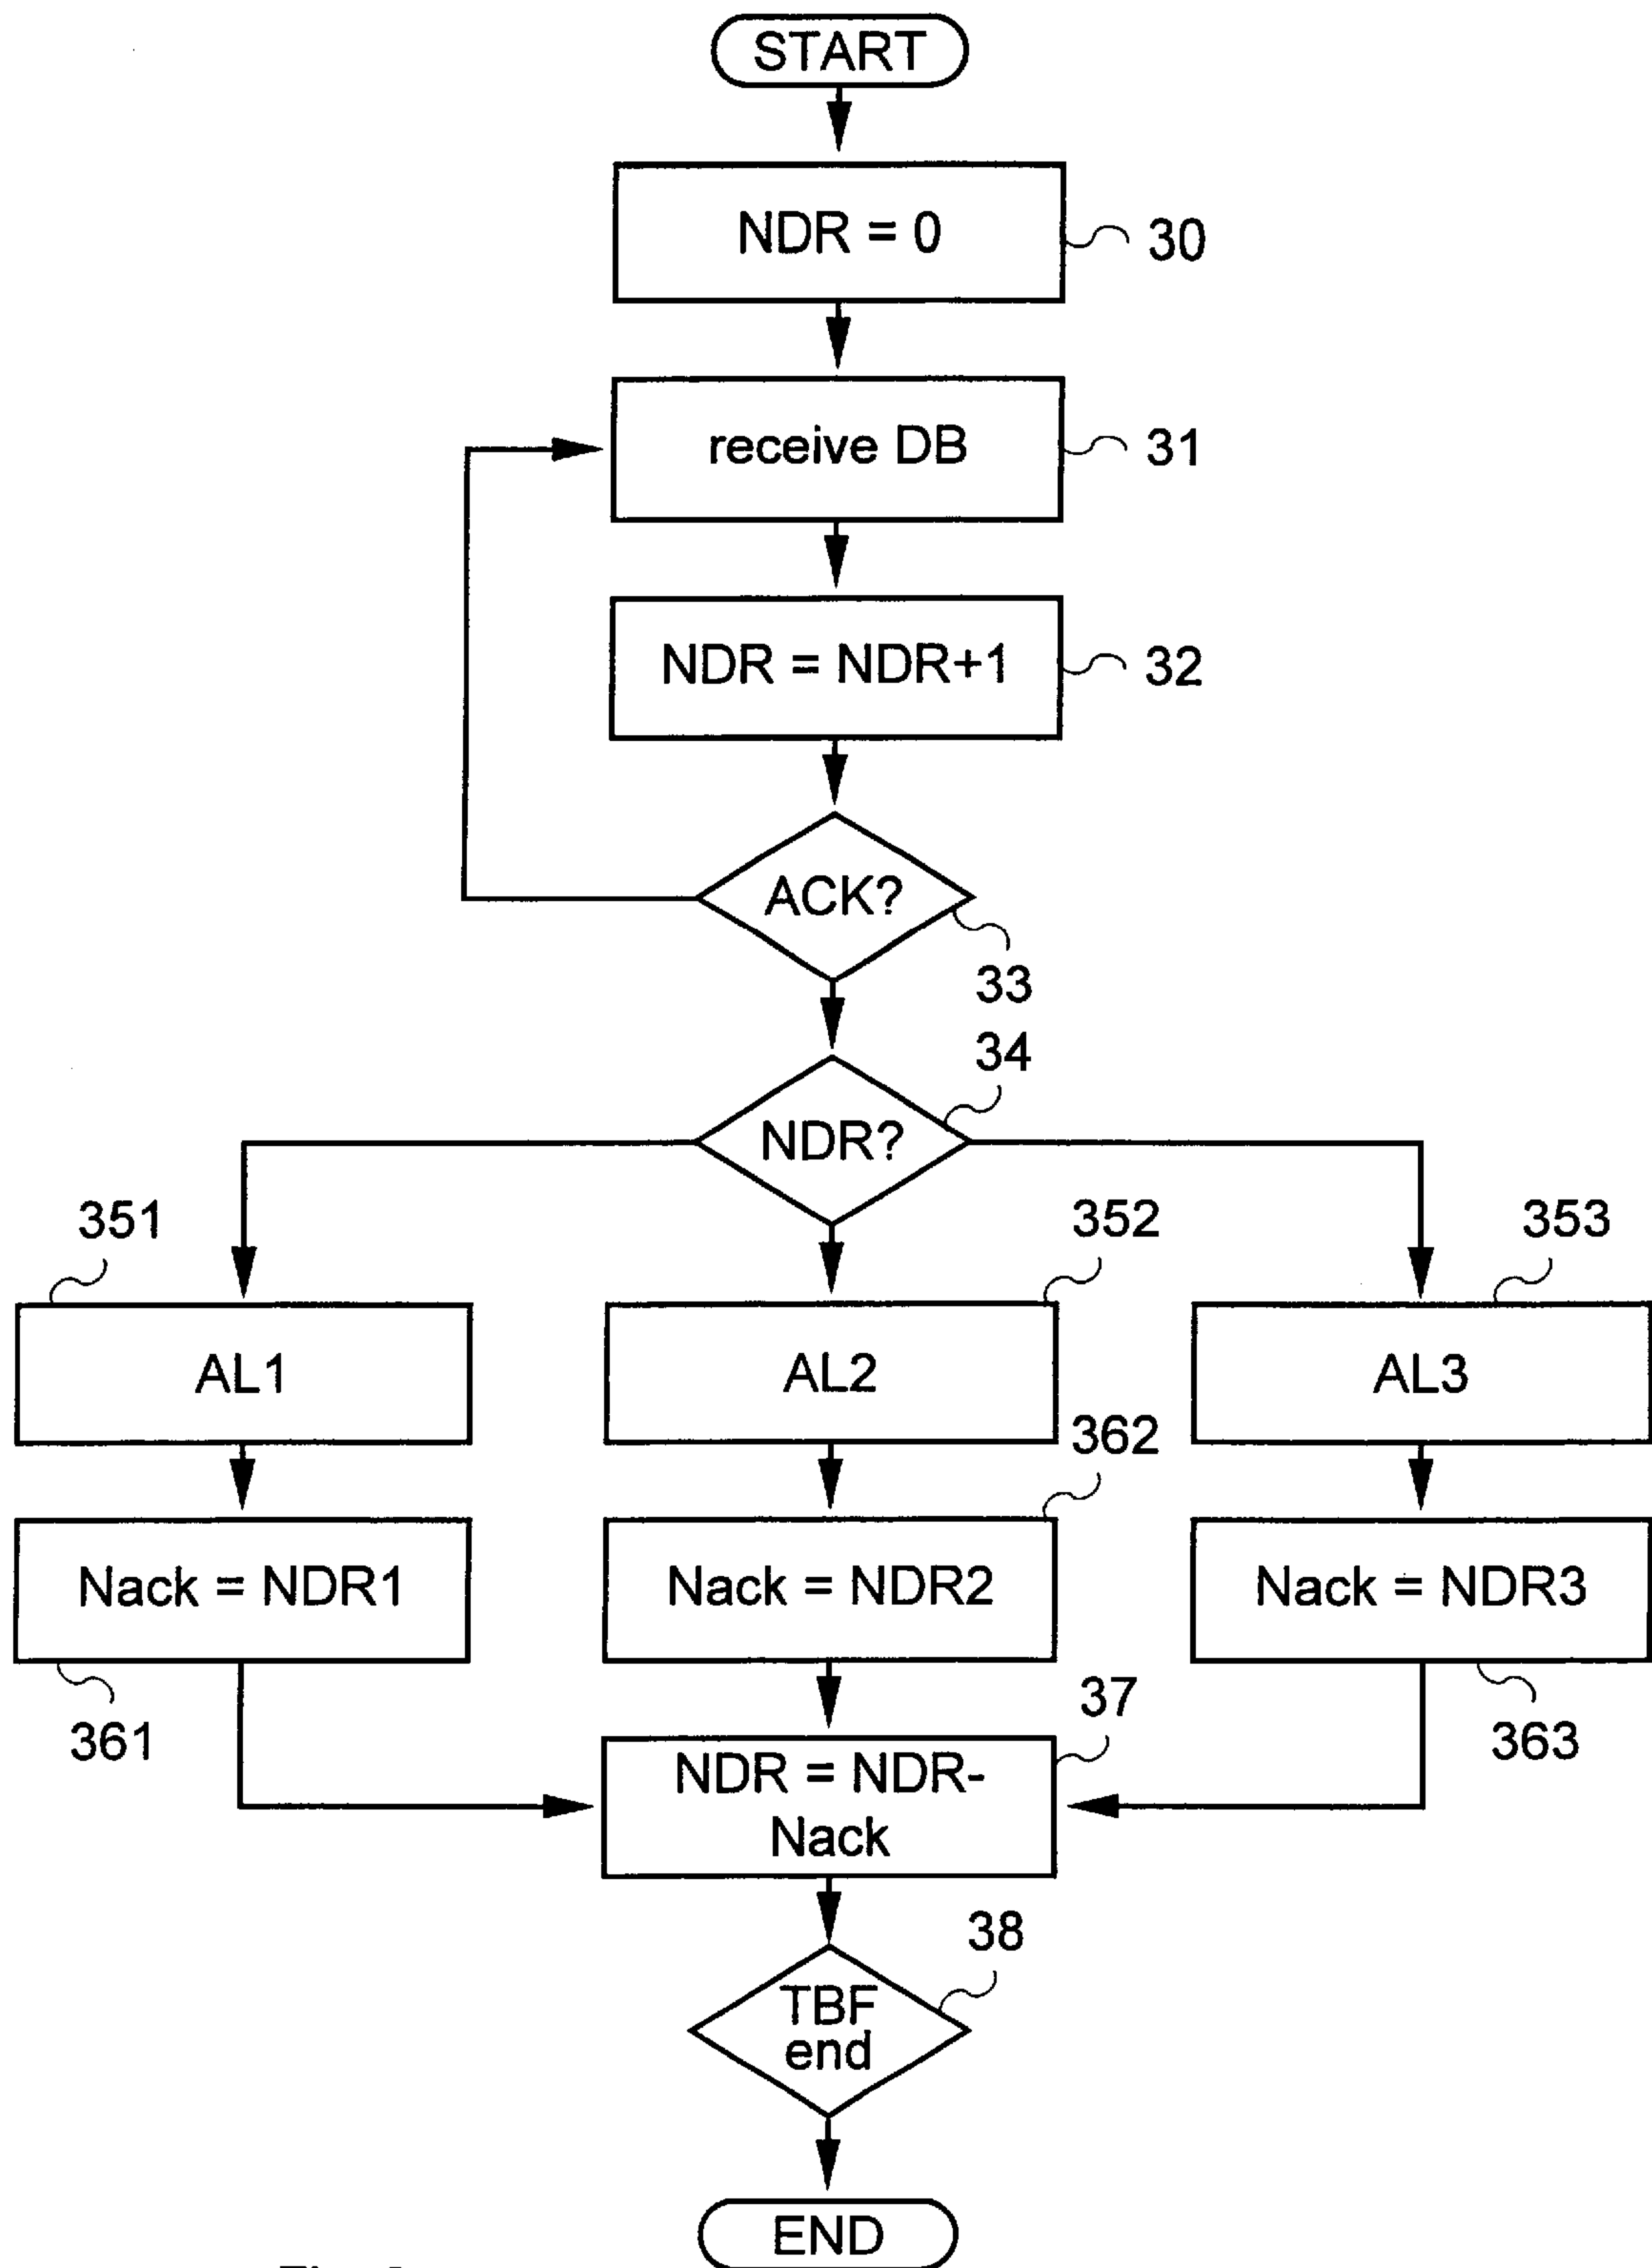 START
NDR = 0
30
receive DB
31
NDR = NDR+1
32
ACK?
33
34
NDR?
351
352
353
AL1
AL2
AL3
362
Nack = NDR1
Nack = NDR2
Nack = NDR3
361
37
363
NDR = NDR-
Nack
38
TBF
end
END